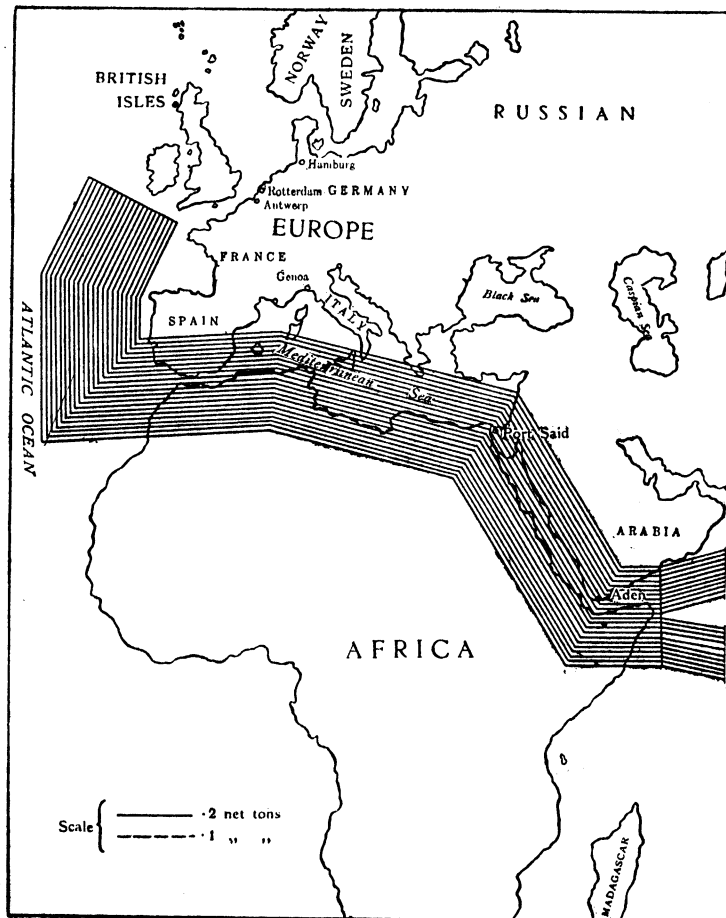 NORWAY
SWEDEN
BRITISH
ISLES
RUSSIAN
Hamburg
Rotterdam GERMANY
Antwerp
EUROPE
FRANCE
Genoa
Black Sea
Caspian Sea
ITALY
SPAIN
ATLANTIC OCEAN
Mediterranean
Sea
Port Said
ARABIA
Aden
AFRICA
Scale
·2 net tons
·1 „ „
MADAGASCAR